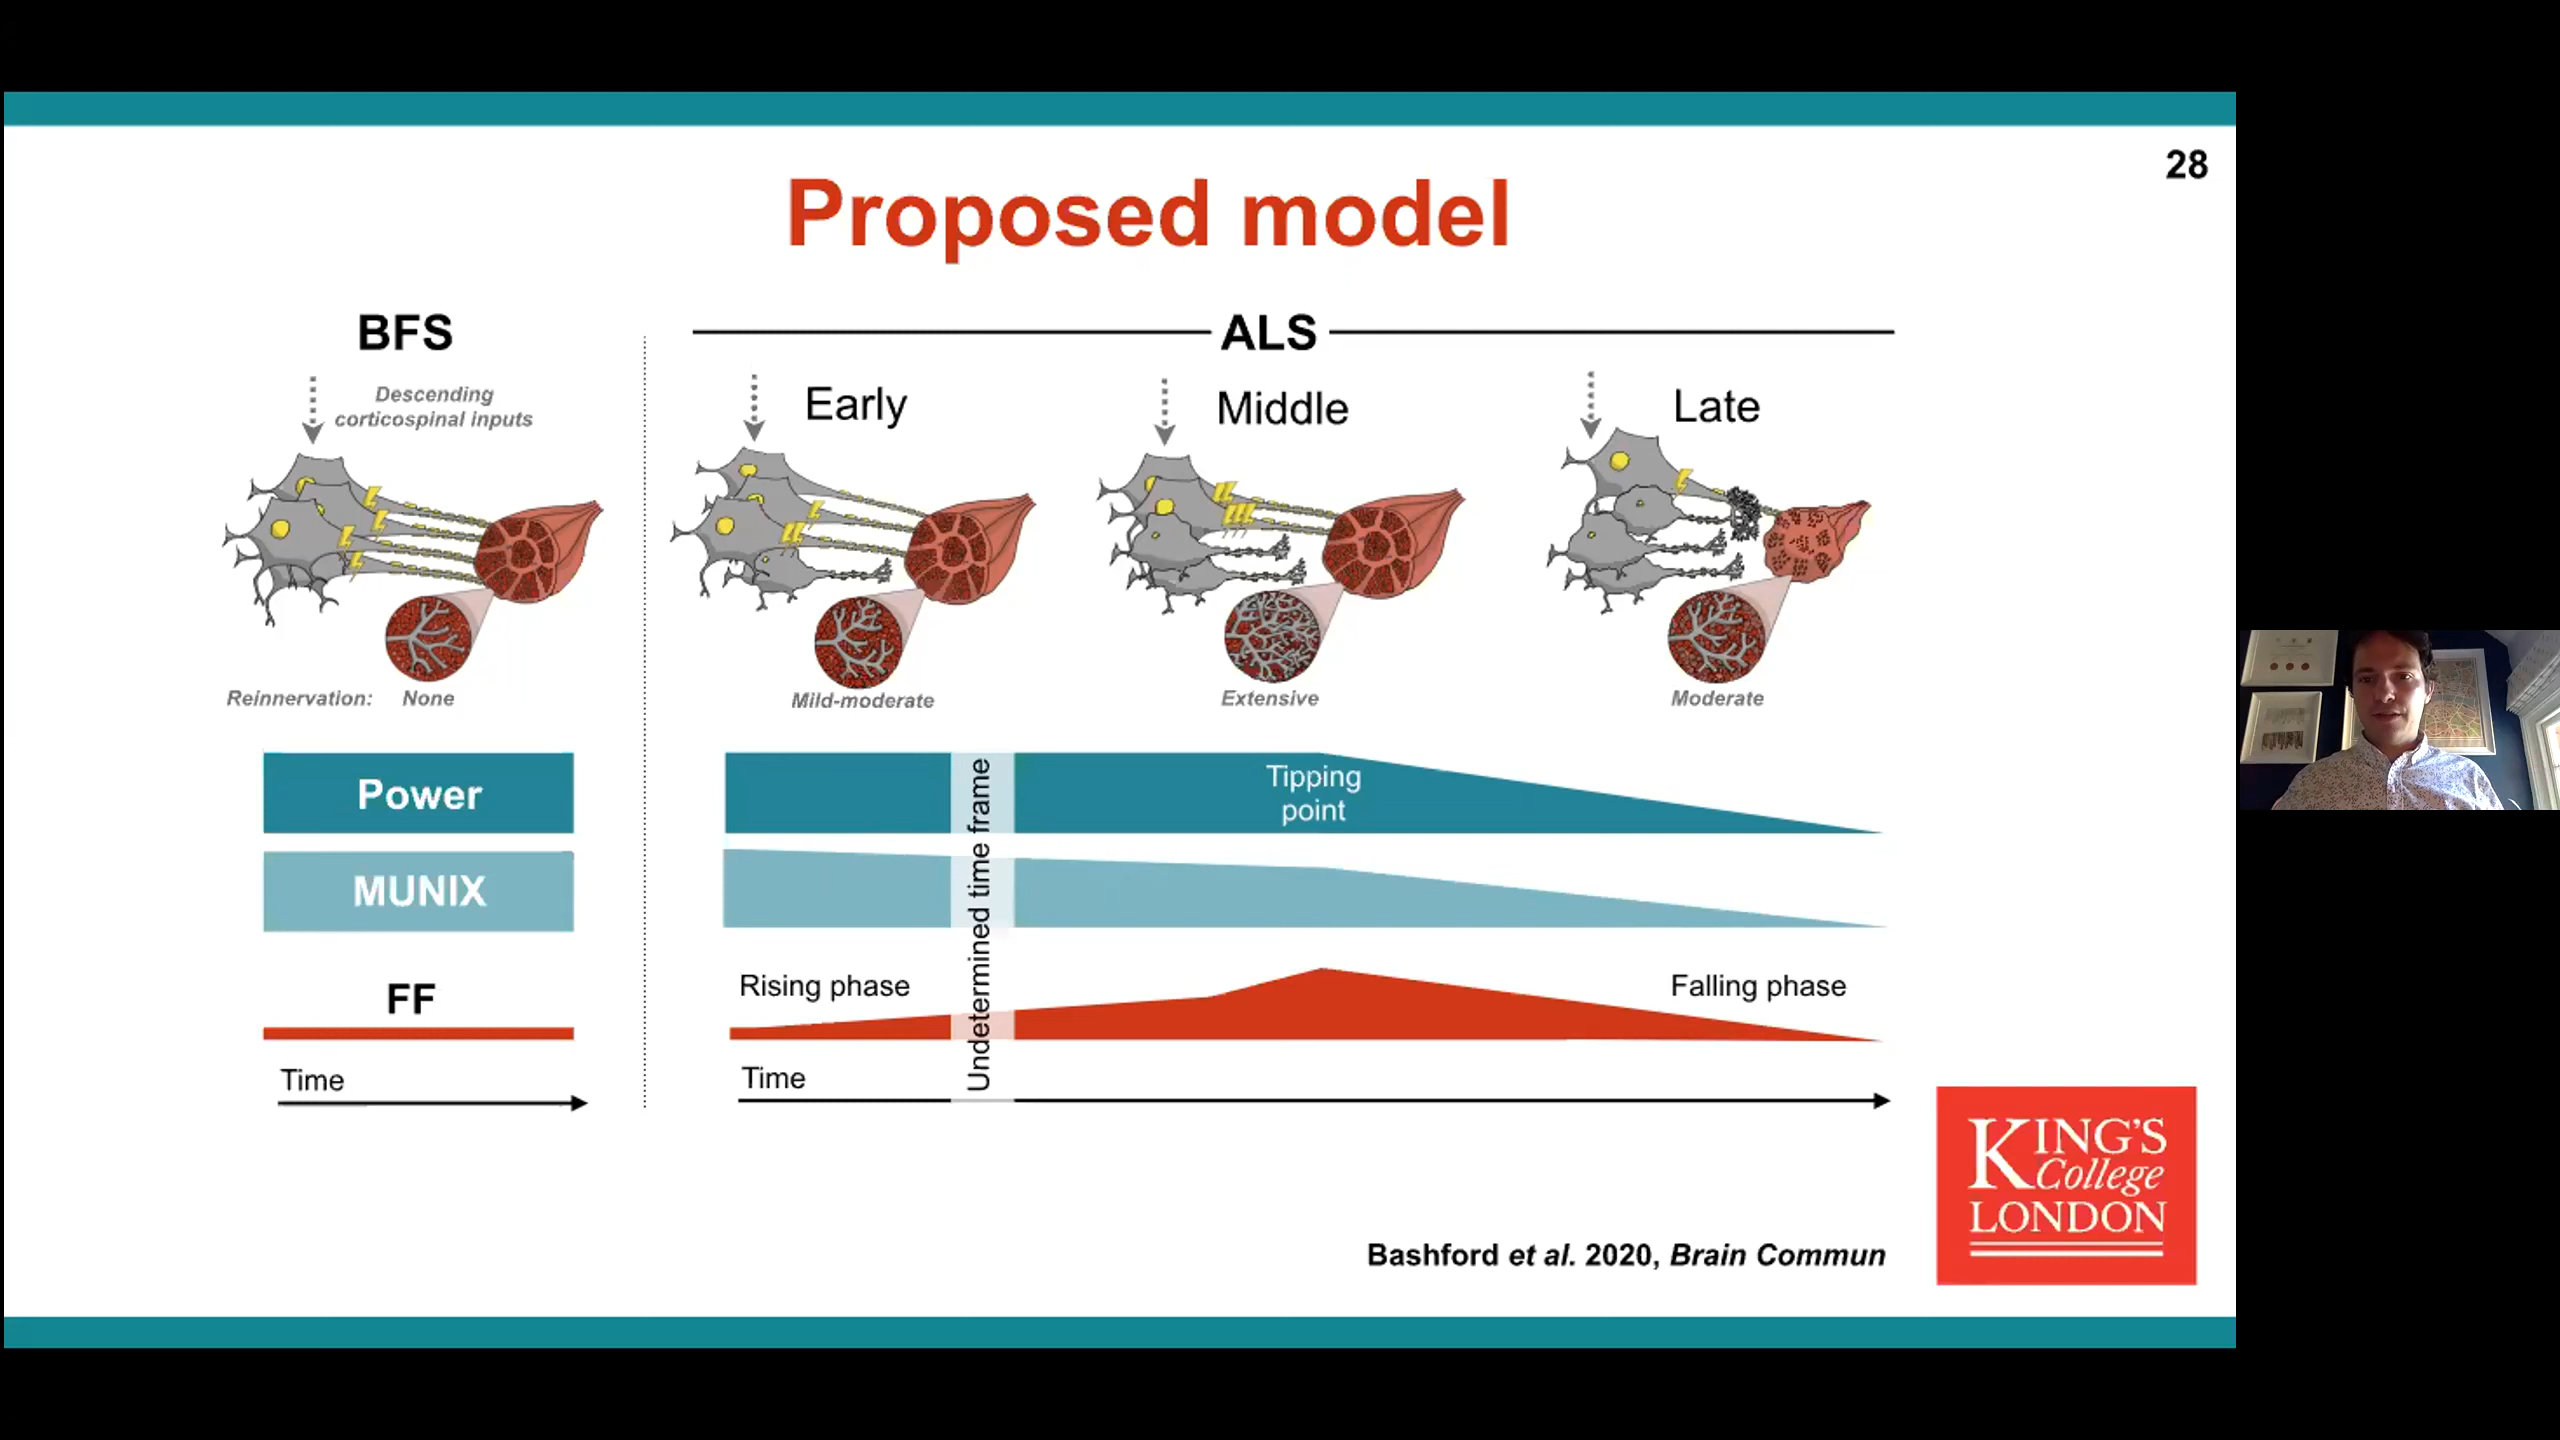 28
Proposed model
BFS
ALS
Descending
corticospinal inputs
Early
Middle
Late
Reinnervation: None
Mild-moderate
Extensive
Moderate
Power
Tipping
point
MUNIX
Undetermined time frame
FF
Rising phase
Falling phase
Time
Time
KING'S
College
LONDON
Bashford et al. 2020, Brain Commun